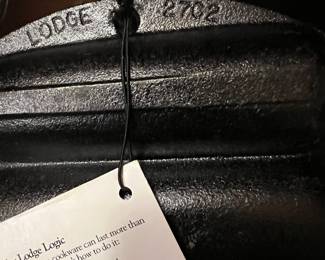 LODGE 2702
Lodge Logic
cookware can last more than
how to do it: